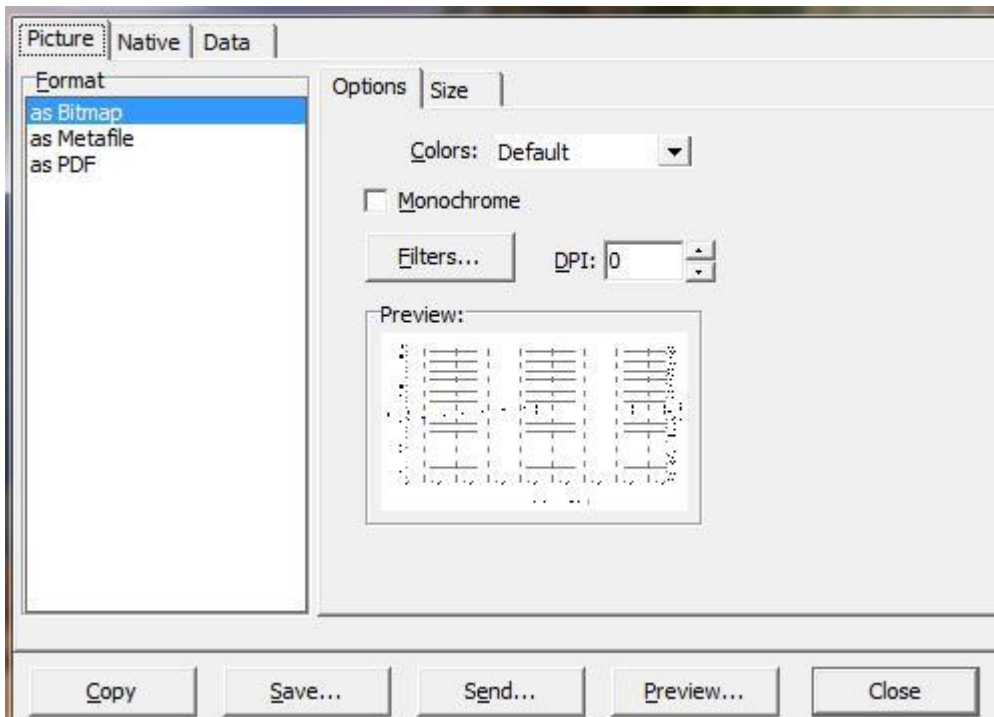 Picture Native Data
Format
as Bitmap
as Metafile
as PDF
Options Size
Colors: Default
Monochrome
Filters... DPI: 0
Preview:
Copy Save... Send... Preview... Close